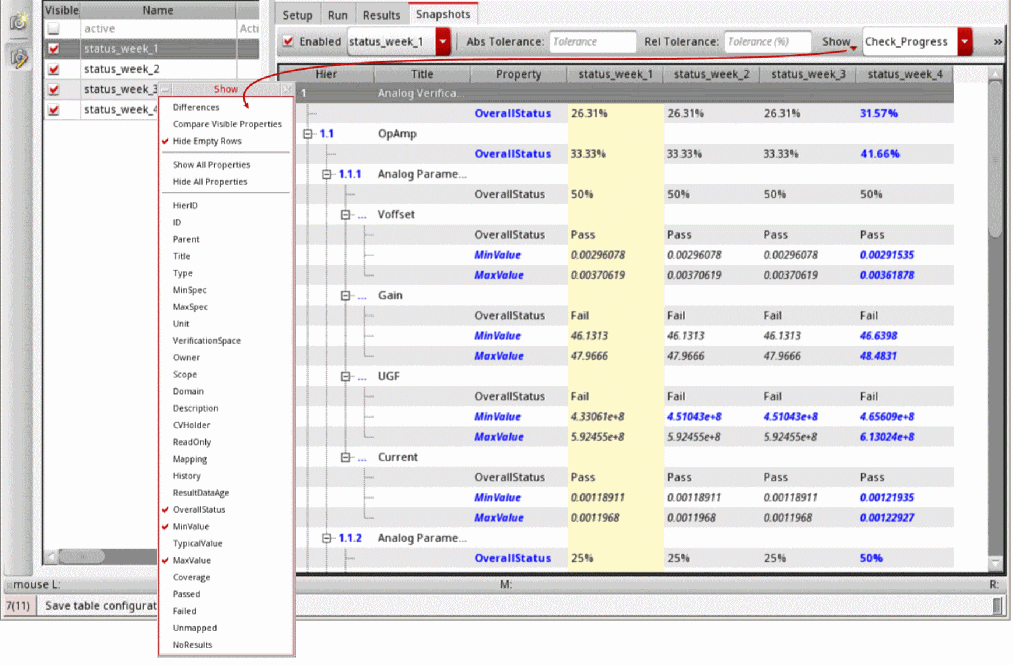 Visible Name
active Acti
status_week_1
status_week_2
status_week_3
status_week_4
Setup Run Results Snapshots
Enabled status_week_1 Abs Tolerance: Tolerance Rel Tolerance: Tolerance (%) Show Check_Progress »
Hier Title Property status_week_1 status_week_2 status_week_3 status_week_4
1 Analog Verifica...
OverallStatus 26.31% 26.31% 26.31% 31.57%
1.1 OpAmp
OverallStatus 33.33% 33.33% 33.33% 41.66%
1.1.1 Analog Parame...
OverallStatus 50% 50% 50% 50%
... Voffset
OverallStatus Pass Pass Pass Pass
MinValue 0.00296078 0.00296078 0.00296078 0.00291535
MaxValue 0.00370619 0.00370619 0.00370619 0.00361878
... Gain
OverallStatus Fail Fail Fail Fail
MinValue 46.1313 46.1313 46.1313 46.6398
MaxValue 47.9666 47.9666 47.9666 48.4831
... UGF
OverallStatus Fail Fail Fail Fail
MinValue 4.33061e+8 4.51043e+8 4.51043e+8 4.65609e+8
MaxValue 5.92455e+8 5.92455e+8 5.92455e+8 6.13024e+8
... Current
OverallStatus Pass Pass Pass Pass
MinValue 0.00118911 0.00118911 0.00118911 0.00121935
MaxValue 0.0011968 0.0011968 0.0011968 0.00122927
1.1.2 Analog Parame...
OverallStatus 25% 25% 25% 50%
Show
Differences
Compare Visible Properties
Hide Empty Rows
Show All Properties
Hide All Properties
HierID
ID
Parent
Title
Type
MinSpec
MaxSpec
Unit
VerificationSpace
Owner
Scope
Domain
Description
CVHolder
ReadOnly
Mapping
History
ResultDataAge
OverallStatus
MinValue
TypicalValue
MaxValue
Coverage
Passed
Failed
Unmapped
NoResults
mouse L: M: R:
7(11) Save table configurat